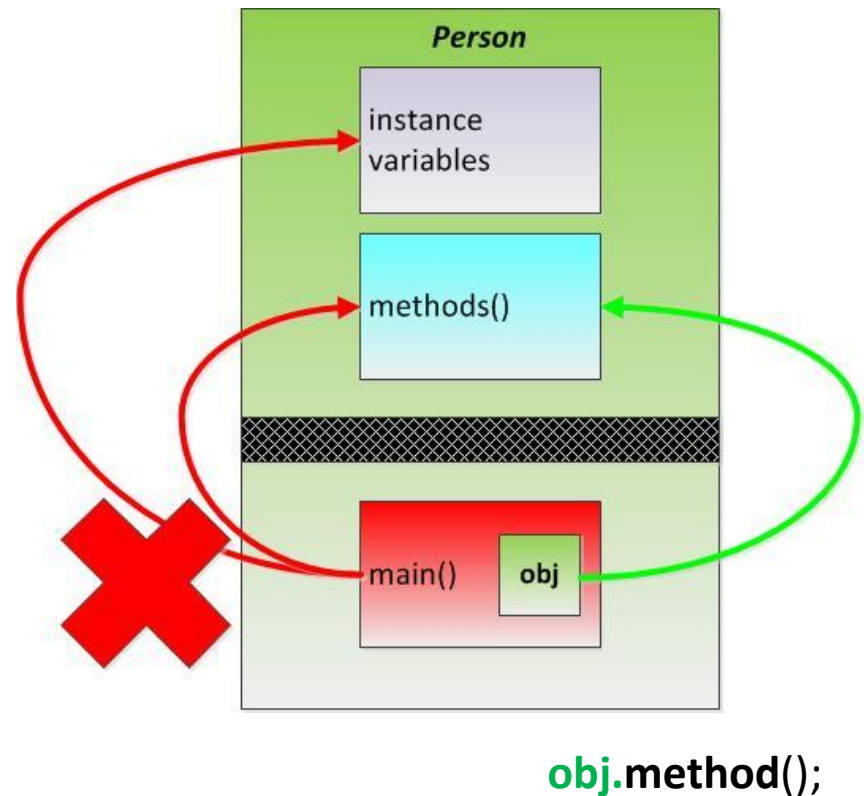 Person
instance
variables
methods()
main()
obj
obj.method();